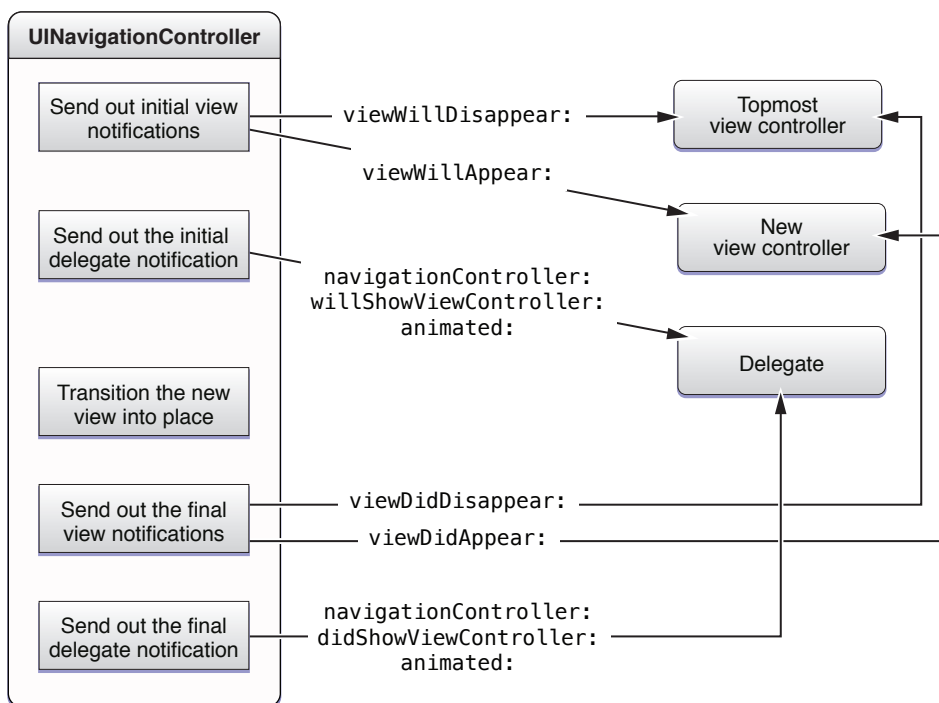 UINavigationController
Send out initial view
notifications
viewWillDisappear:
Topmost
view controller
viewWillAppear:
New
view controller
Send out the initial
delegate notification
navigationController:
willShowViewController:
animated:
Delegate
Transition the new
view into place
Send out the final
view notifications
viewDidDisappear:
viewDidAppear:
Send out the final
delegate notification
navigationController:
didShowViewController:
animated: